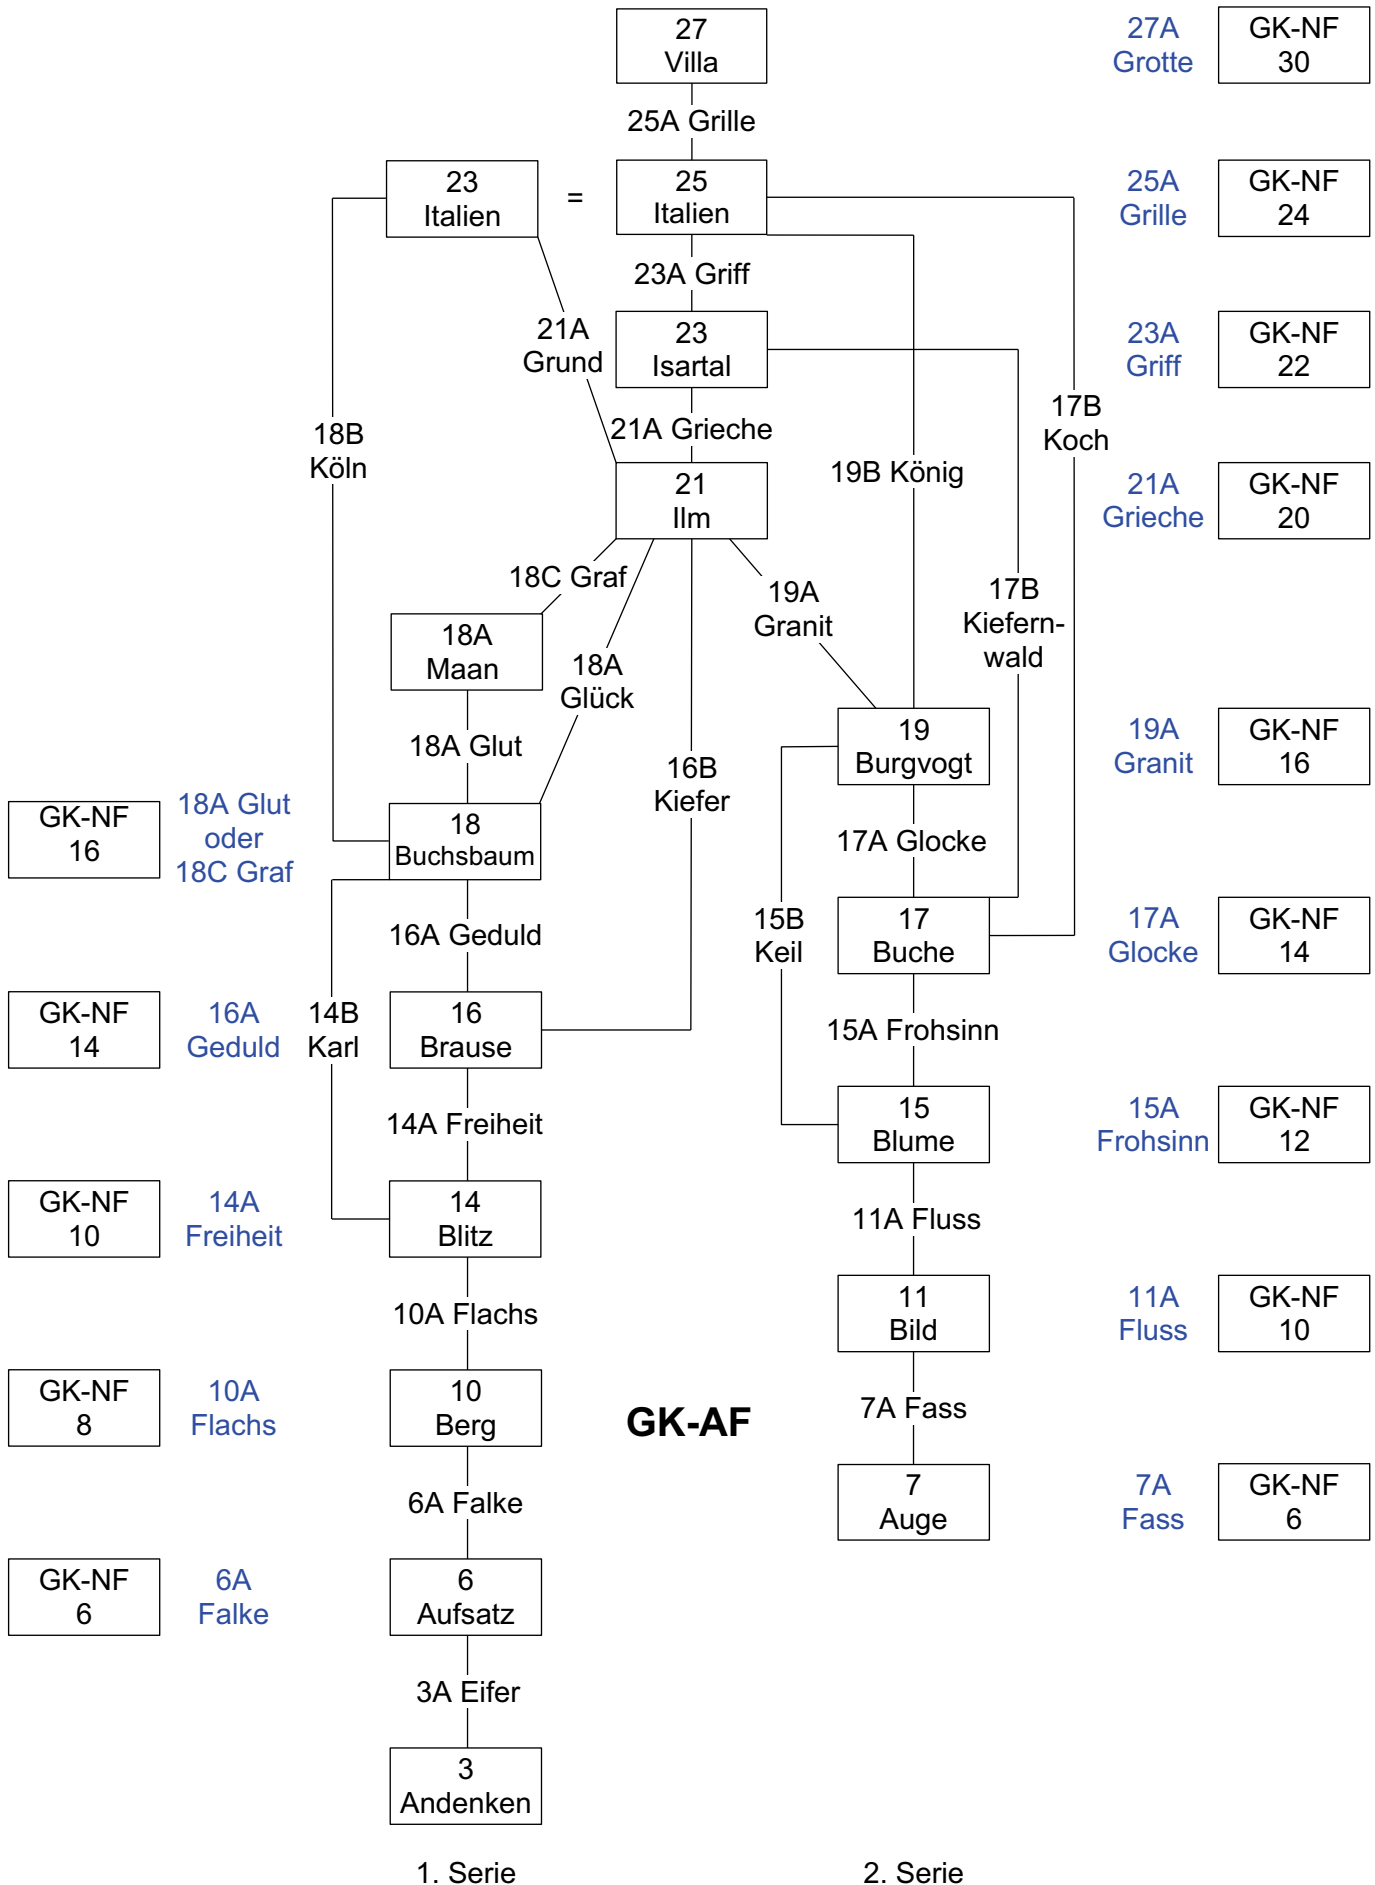 27
Villa
27A
Grotte
GK-NF
30
25A Grille
23
Italien
=
25
Italien
25A
Grille
GK-NF
24
23A Griff
21A
Grund
23
Isartal
23A
Griff
GK-NF
22
17B
Koch
18B
Köln
21A Grieche
19B König
21
Ilm
21A
Grieche
GK-NF
20
18C Graf
19A
Granit
17B
Kiefern-
wald
18A
Maan
18A
Glück
18A Glut
16B
Kiefer
19
Burgvogt
19A
Granit
GK-NF
16
GK-NF
16
18A Glut
oder
18C Graf
18
Buchsbaum
17A Glocke
16A Geduld
15B
Keil
17
Buche
17A
Glocke
GK-NF
14
GK-NF
14
16A
Geduld
14B
Karl
16
Brause
15A Frohsinn
14A Freiheit
15
Blume
15A
Frohsinn
GK-NF
12
GK-NF
10
14A
Freiheit
14
Blitz
11A Fluss
10A Flachs
11
Bild
11A
Fluss
GK-NF
10
GK-NF
8
10A
Flachs
10
Berg
GK-AF
7A Fass
6A Falke
7
Auge
7A
Fass
GK-NF
6
GK-NF
6
6A
Falke
6
Aufsatz
3A Eifer
3
Andenken
1. Serie
2. Serie